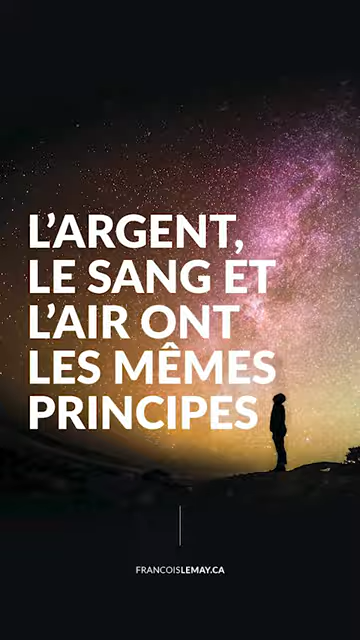 L'ARGENT,
LE SANG ET
L'AIR ONT
LES MÊMES
PRINCIPES
FRANCOISLEMAY.CA